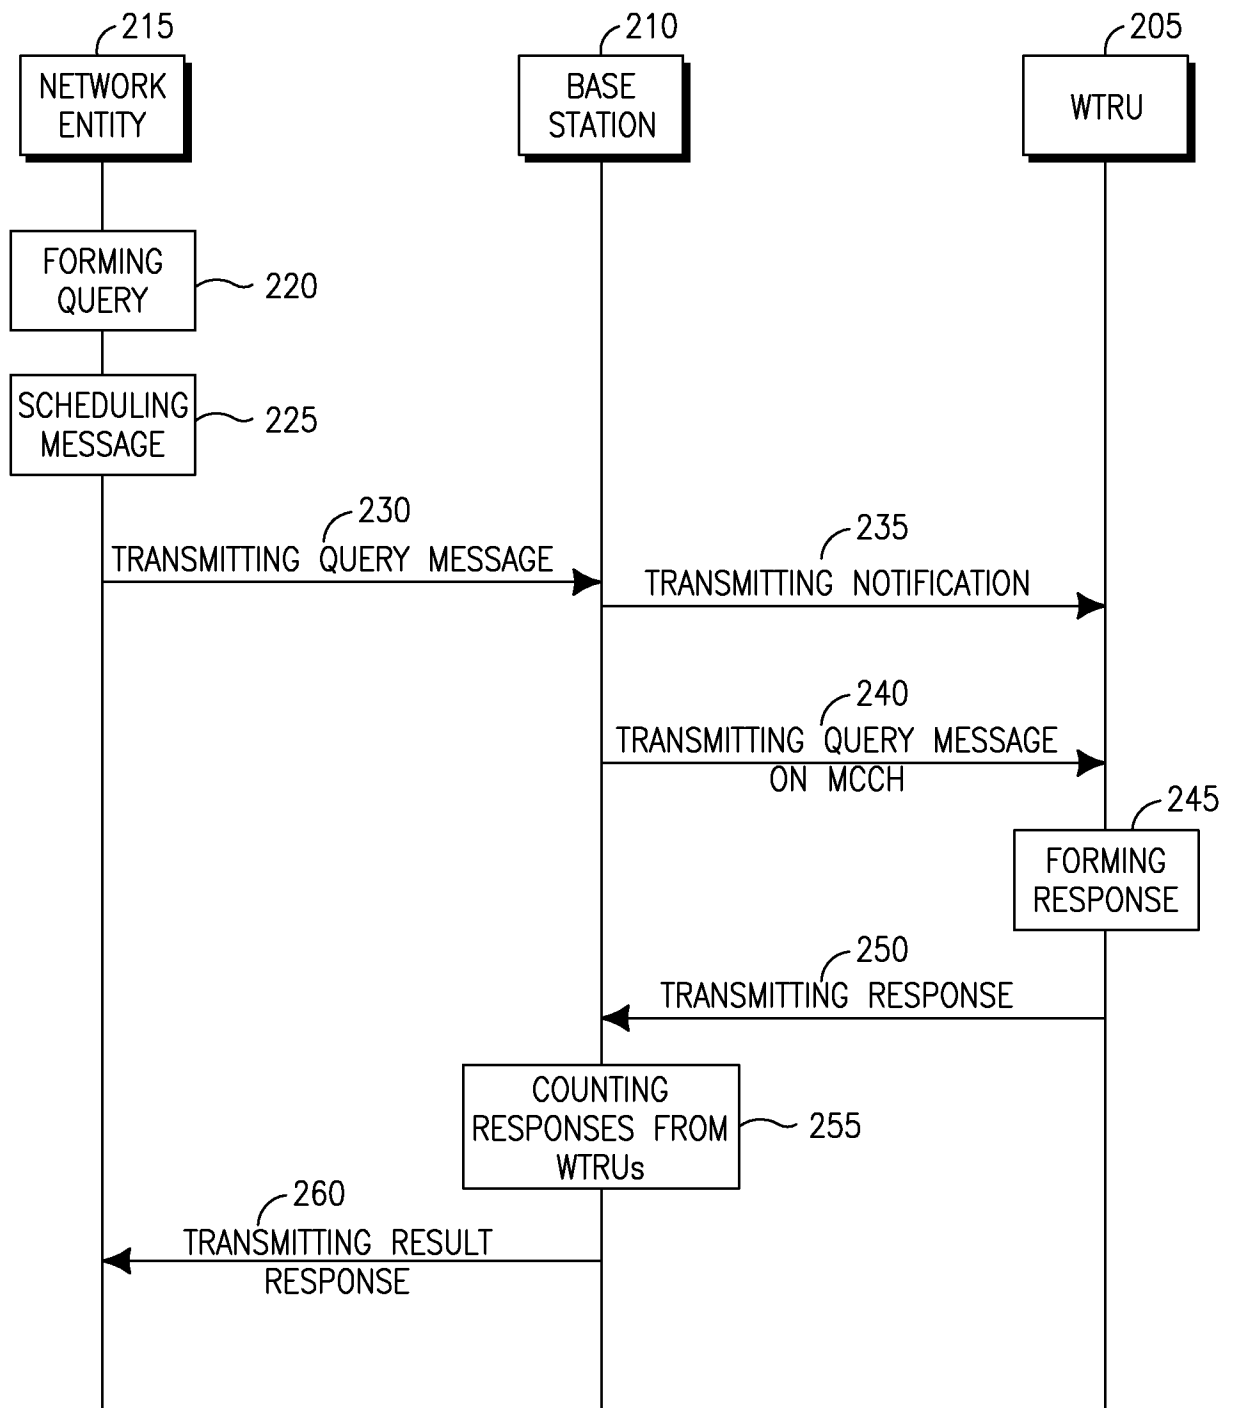 215
210
205
NETWORK
ENTITY
BASE
STATION
WTRU
FORMING
QUERY
220
SCHEDULING
MESSAGE
225
230
TRANSMITTING QUERY MESSAGE
235
TRANSMITTING NOTIFICATION
240
TRANSMITTING QUERY MESSAGE
ON MCCH
245
FORMING
RESPONSE
250
TRANSMITTING RESPONSE
COUNTING
RESPONSES FROM
WTRUs
255
260
TRANSMITTING RESULT
RESPONSE